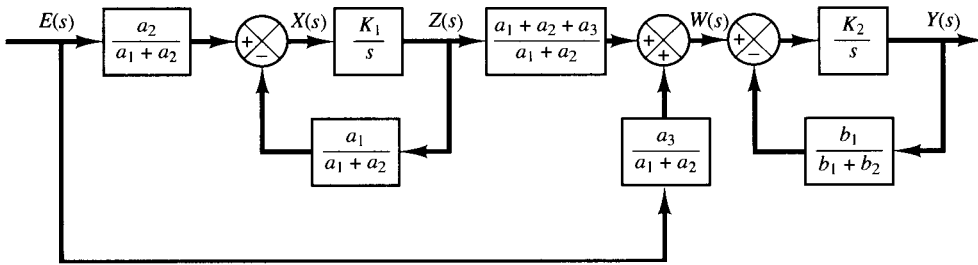 E(s)
a₂
a₁ + a₂
+
−
X(s)
K₁
s
Z(s)
a₁ + a₂ + a₃
a₁ + a₂
+
+
W(s)
+
−
K₂
s
Y(s)
a₁
a₁ + a₂
a₃
a₁ + a₂
b₁
b₁ + b₂